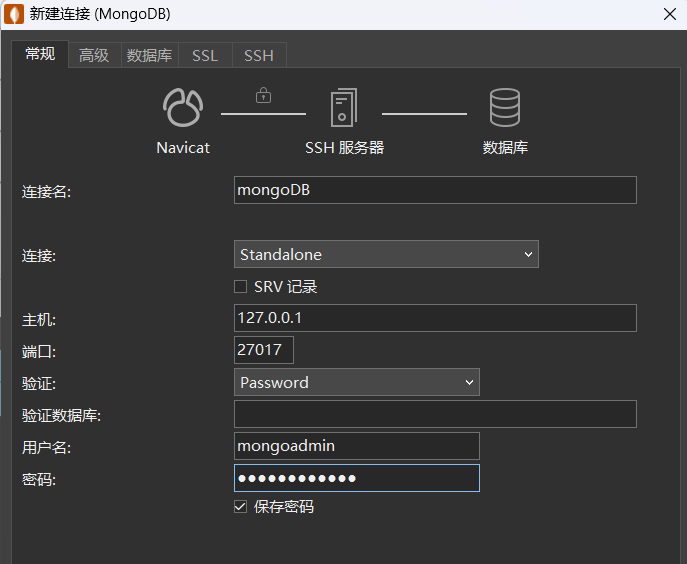 新建连接 (MongoDB)
常规 高级 数据库 SSL SSH
Navicat SSH 服务器 数据库
连接名: mongoDB
连接: Standalone
SRV 记录
主机: 127.0.0.1
端口: 27017
验证: Password
验证数据库:
用户名: mongoadmin
密码: ●●●●●●●●●●●●
保存密码